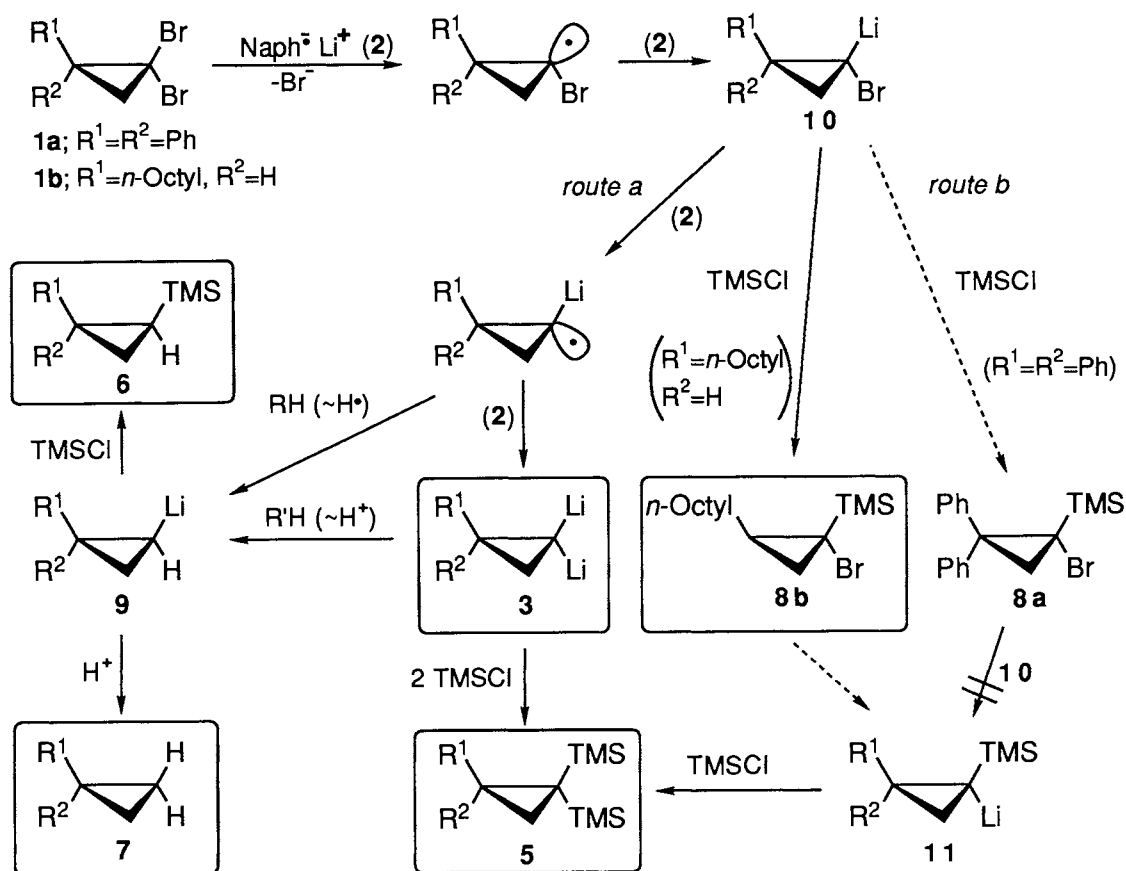 R¹ Br Naph•̄ Li⁺ (2) (2) R¹ Li
R² Br -Br⁻ R¹ R² Br R² Br
1a; R¹=R²=Ph 10
1b; R¹=n-Octyl, R²=H
route a (2)
route b
R¹ TMS
R² H
6
R¹ Li
R²
TMSCl
TMSCl
(R¹=n-Octyl
R²=H)
(R¹=R²=Ph)
RH (~H•)
(2)
TMSCl
R¹ Li
R² H
9
R'H (~H⁺)
R¹ Li
R² Li
3
n-Octyl TMS
Br
8b
Ph TMS
Ph Br
8a
H⁺
2 TMSCl
10
R¹ H
R² H
7
R¹ TMS
R² TMS
5
TMSCl
R¹ TMS
R² Li
11